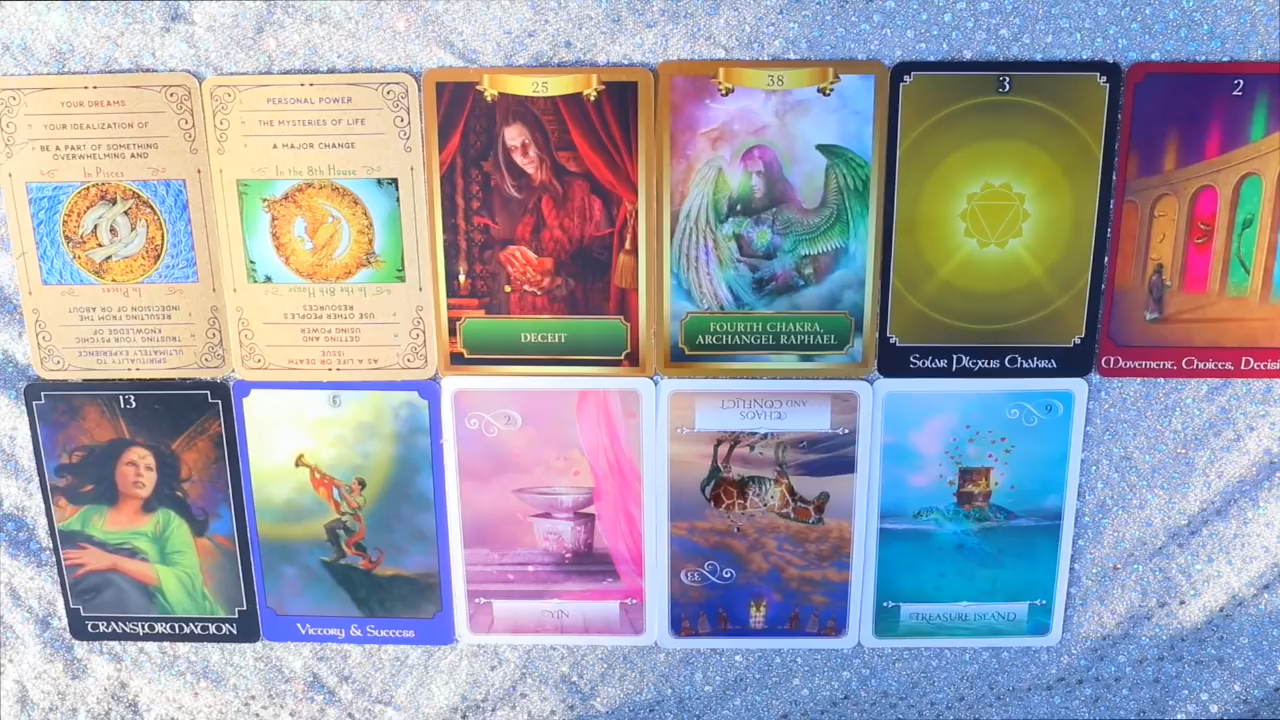 YOUR DREAMS
YOUR IDEALIZATION OF
BE A PART OF SOMETHING
OVERWHELMING AND
In Pisces
In Pisces
INDECISION OF OR ABOUT
RESULTING FROM THE
KNOWLEDGE OF
TRUSTING YOUR PSYCHIC
ULTIMATELY EXPERIENCE
SPIRITUALITY TO
PERSONAL POWER
THE MYSTERIES OF LIFE
A MAJOR CHANGE
In the 8th House
In the 8th House
RESOURCES
USE OTHER PEOPLES
USING POWER
GETTING AND
ISSUE
AS A LIFE OR DEATH
25
DECEIT
38
FOURTH CHAKRA,
ARCHANGEL RAPHAEL
3
Solar Plexus Chakra
2
Movement, Choices, Decisi
13
TRANSFORMATION
6
Victory & Success
2
YIN
CHAOS
AND CONFLICT
33
9
TREASURE ISLAND